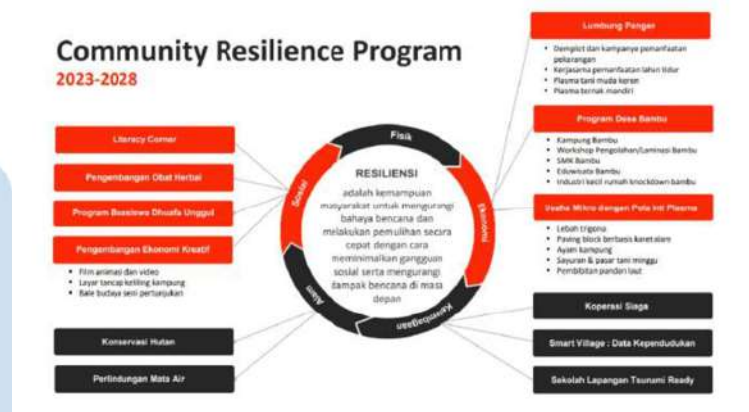 Community Resilience Program
2023-2028
Literacy Corner
Pengembangan Obat Herbal
Program Beasiswa Dhuafa Unggul
Pengembangan Ekonomi Kreatif
Film animasi dan video
Layar tancap keliling kampung
Bale budaya seni pertunjukan
Konservasi Hutan
Perlindungan Mata Air
Fisik
Sosial
Ekonomi
Alam
Kelembagaan
RESILIENSI
adalah kemampuan
masyarakat untuk mengurangi
bahaya bencana dan
melakukan pemulihan secara
cepat dengan cara
meminimalkan gangguan
sosial serta mengurangi
dampak bencana di masa
depan
Lumbung Pangan
Demplot dan kampanye pemanfaatan
pekarangan
Kerjasama pemanfaatan lahan tidur
Plasma tani muda keren
Plasma ternak mandiri
Program Desa Bambu
Kampung Bambu
Workshop Pengolahan/Laminasi Bambu
SMK Bambu
Eduwisata Bambu
Industri kecil rumah knockdown bambu
Usaha Mikro dengan Pola Inti Plasma
Lebah trigona
Paving block berbasis karet alam
Ayam kampung
Sayuran & pasar tani minggu
Pembibitan pandan laut
Koperasi Siaga
Smart Village : Data Kependudukan
Sekolah Lapangan Tsunami Ready